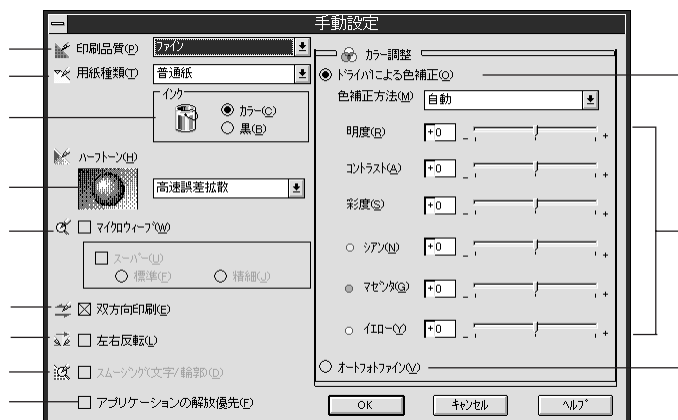 手動設定
印刷品質(P)
ファイン
用紙種類(T)
普通紙
インク
カラー(C)
黒(B)
ハーフトーン(H)
高速誤差拡散
マイクロウィーブ(W)
スーパー(U)
標準(F)
精細(J)
双方向印刷(E)
左右反転(L)
スムージング(文字/輪郭)(D)
アプリケーションの解放優先(F)
カラー調整
ドライバによる色補正(O)
色補正方法(M)
自動
明度(R)
+0
- +
コントラスト(A)
+0
- +
彩度(S)
+0
- +
シアン(N)
+0
- +
マゼンタ(G)
+0
- +
イエロー(Y)
+0
- +
オートフォトファイン(V)
OK
キャンセル
ヘルプ